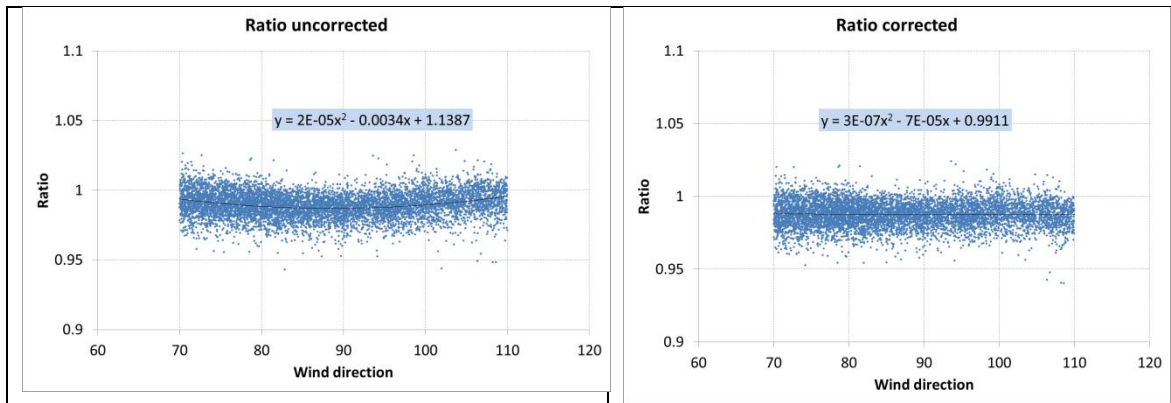 Ratio uncorrected
1.1
1.05
1
0.95
0.9
Ratio
y = 2E-05x² - 0.0034x + 1.1387
60 70 80 90 100 110 120
Wind direction
Ratio corrected
1.1
1.05
1
0.95
0.9
Ratio
y = 3E-07x² - 7E-05x + 0.9911
60 70 80 90 100 110 120
Wind direction